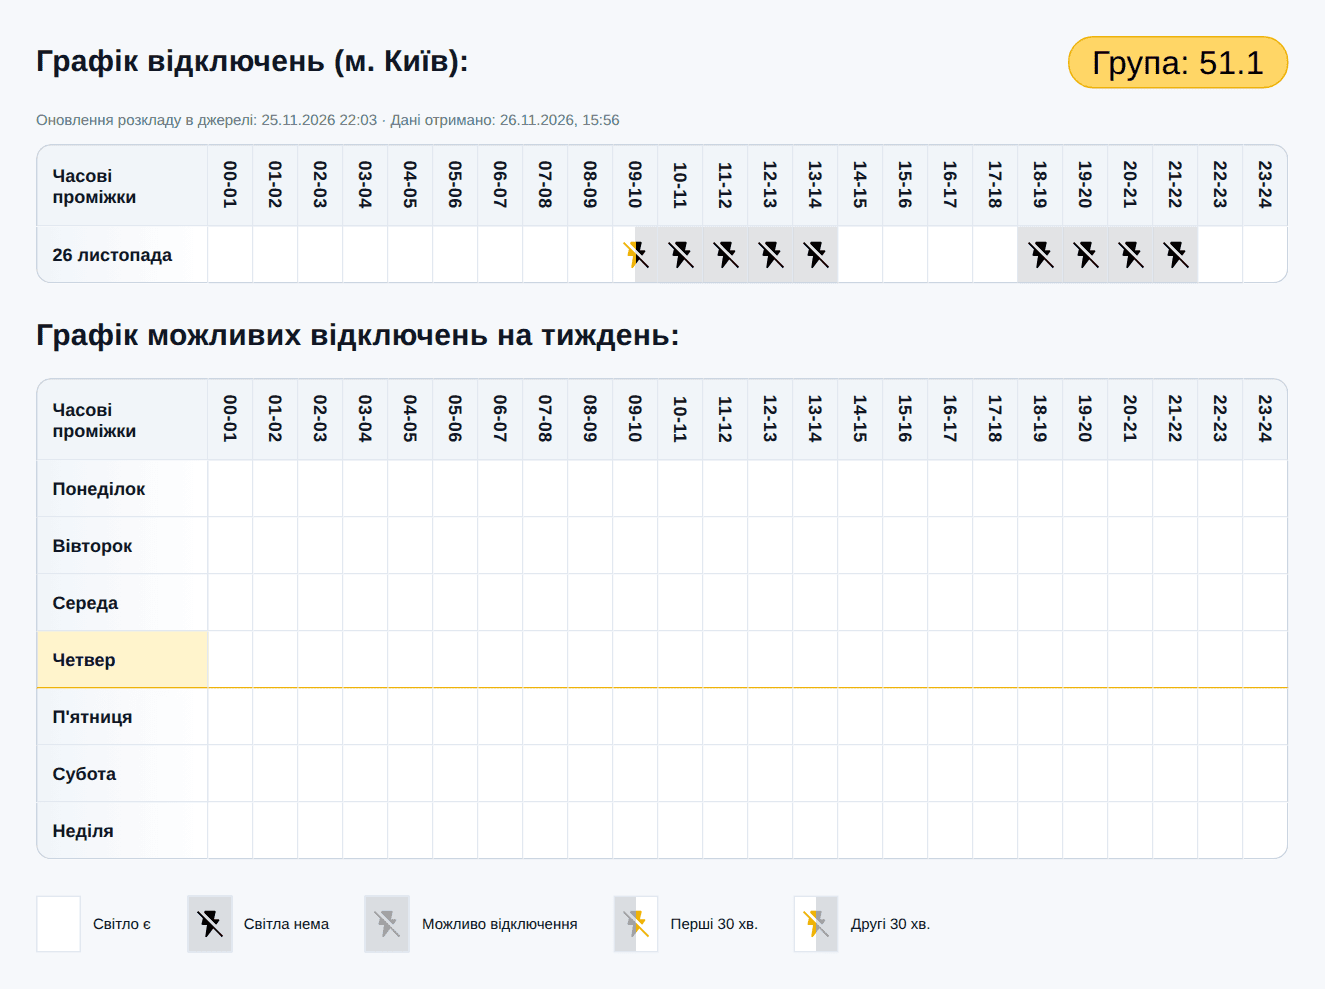 Графік відключень (м. Київ):
Група: 51.1
Оновлення розкладу в джерелі: 25.11.2026 22:03 · Дані отримано: 26.11.2026, 15:56
Часові
проміжки
00-01 01-02 02-03 03-04 04-05 05-06 06-07 07-08 08-09 09-10 10-11 11-12 12-13 13-14 14-15 15-16 16-17 17-18 18-19 19-20 20-21 21-22 22-23 23-24
26 листопада
Графік можливих відключень на тиждень:
Часові
проміжки
00-01 01-02 02-03 03-04 04-05 05-06 06-07 07-08 08-09 09-10 10-11 11-12 12-13 13-14 14-15 15-16 16-17 17-18 18-19 19-20 20-21 21-22 22-23 23-24
Понеділок
Вівторок
Середа
Четвер
П'ятниця
Субота
Неділя
Світло є Світла нема Можливо відключення Перші 30 хв. Другі 30 хв.